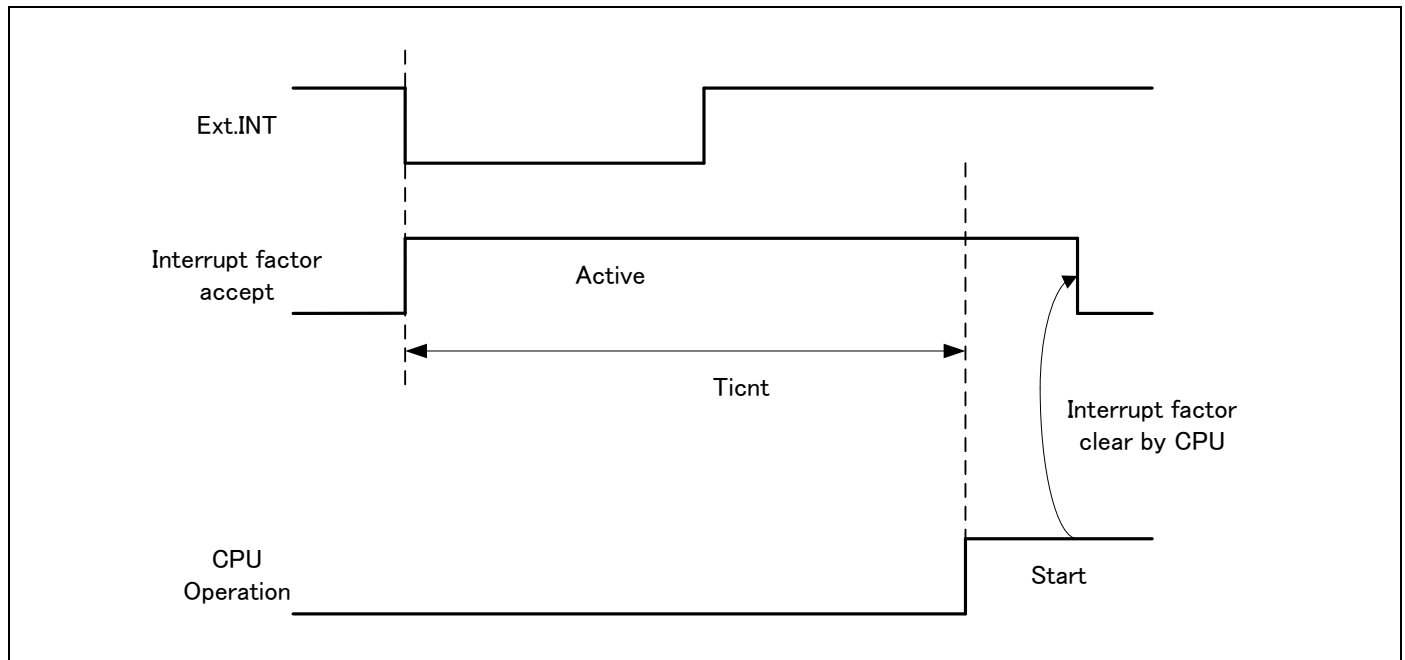 Ext.INT
Interrupt factor
accept
Active
Ticnt
Interrupt factor
clear by CPU
CPU
Operation
Start